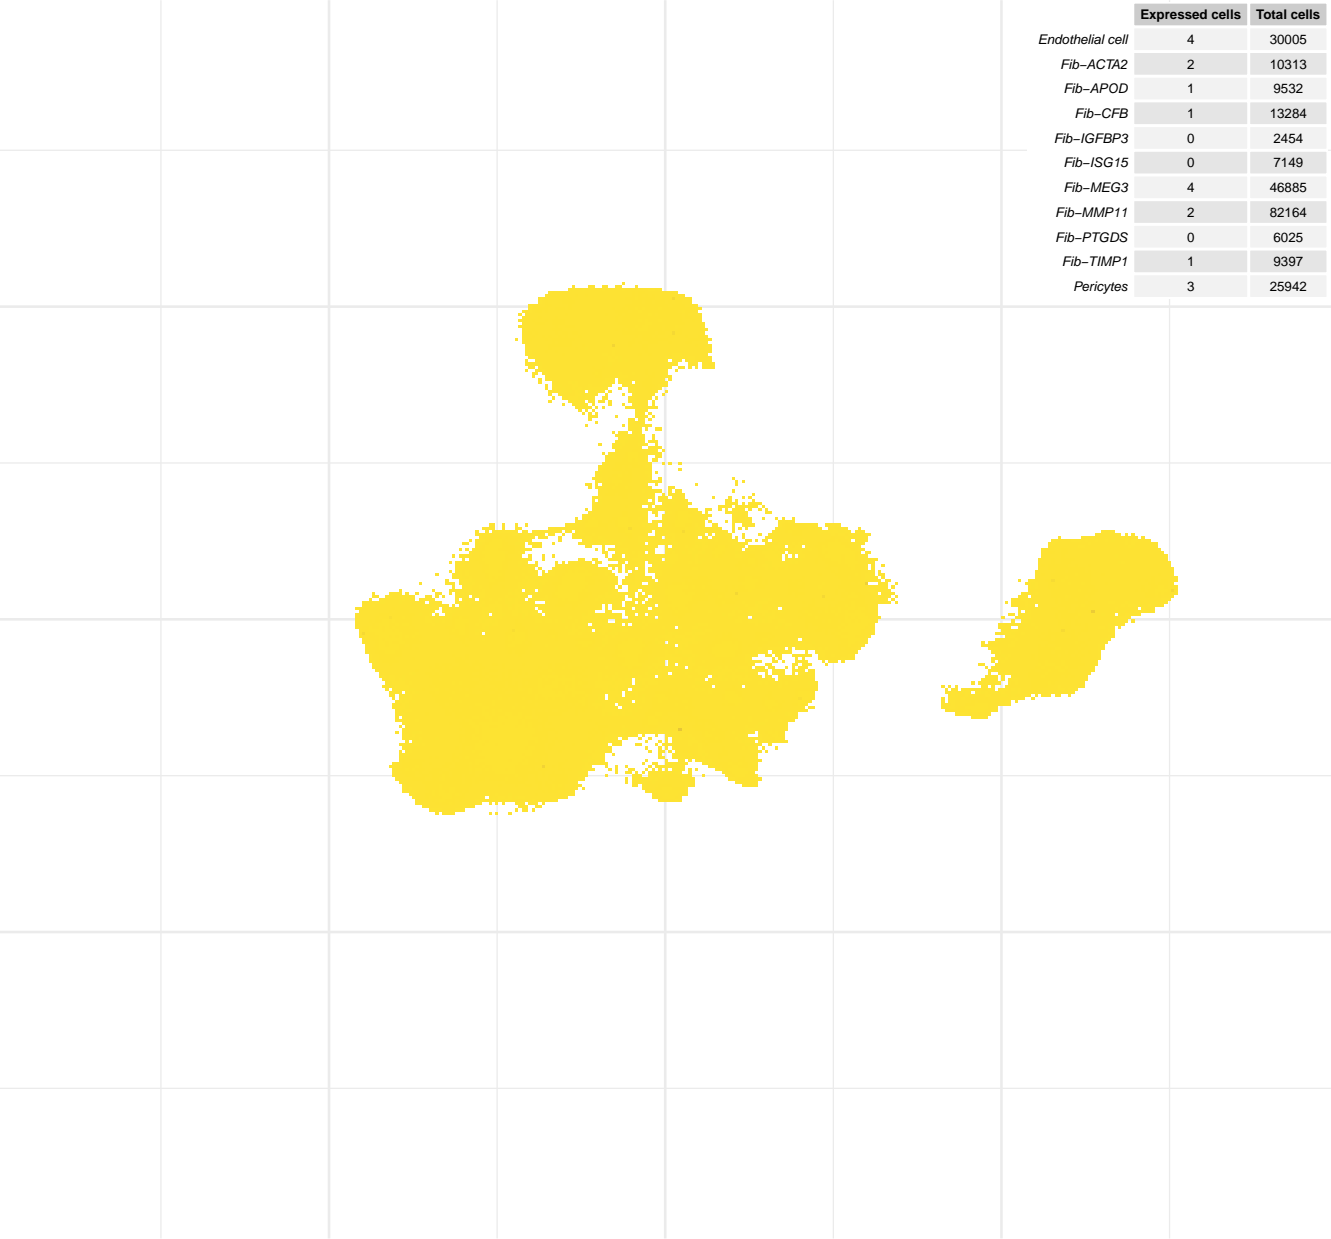 Expressed cells Total cells
Endothelial cell 4 30005
Fib−ACTA2 2 10313
Fib−APOD 1 9532
Fib−CFB 1 13284
Fib−IGFBP3 0 2454
Fib−ISG15 0 7149
Fib−MEG3 4 46885
Fib−MMP11 2 82164
Fib−PTGDS 0 6025
Fib−TIMP1 1 9397
Pericytes 3 25942